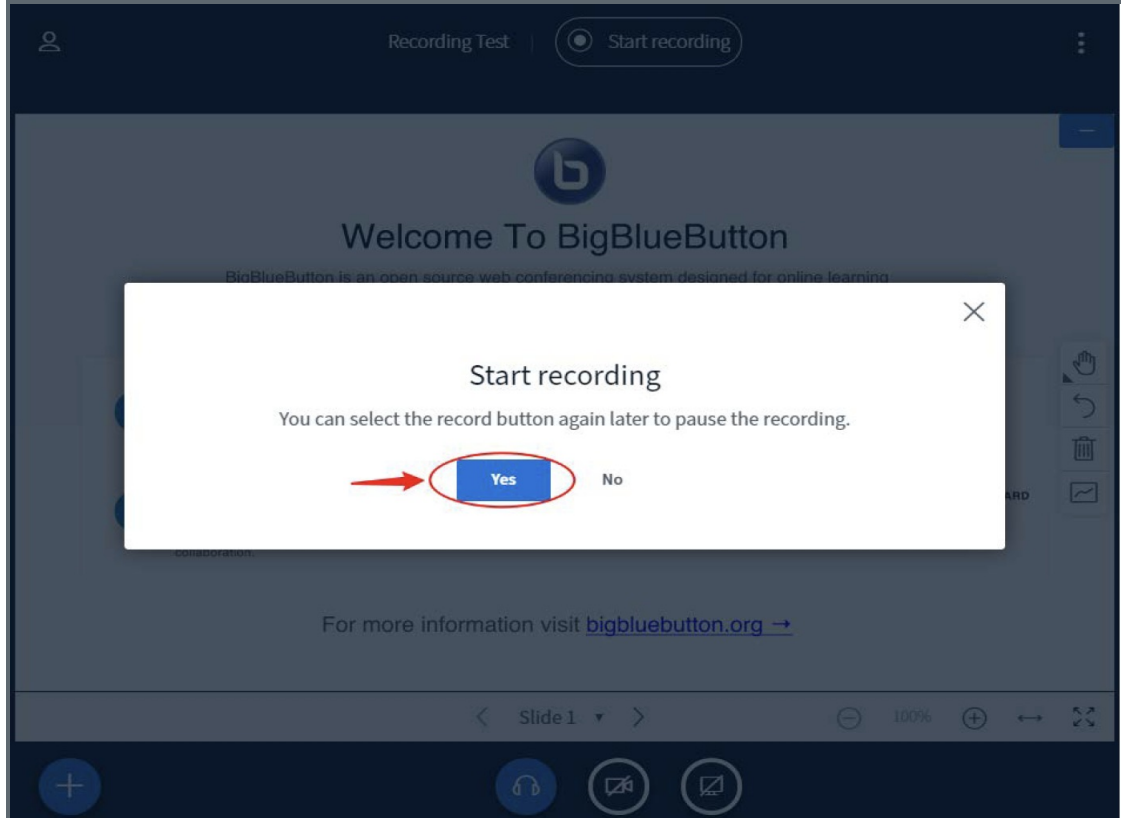 Recording Test
Start recording
Welcome To BigBlueButton
BigBlueButton is an open source web conferencing system designed for online learning
Start recording
You can select the record button again later to pause the recording.
Yes No
ARD
collaboration.
For more information visit bigbluebutton.org →
Slide 1
100%